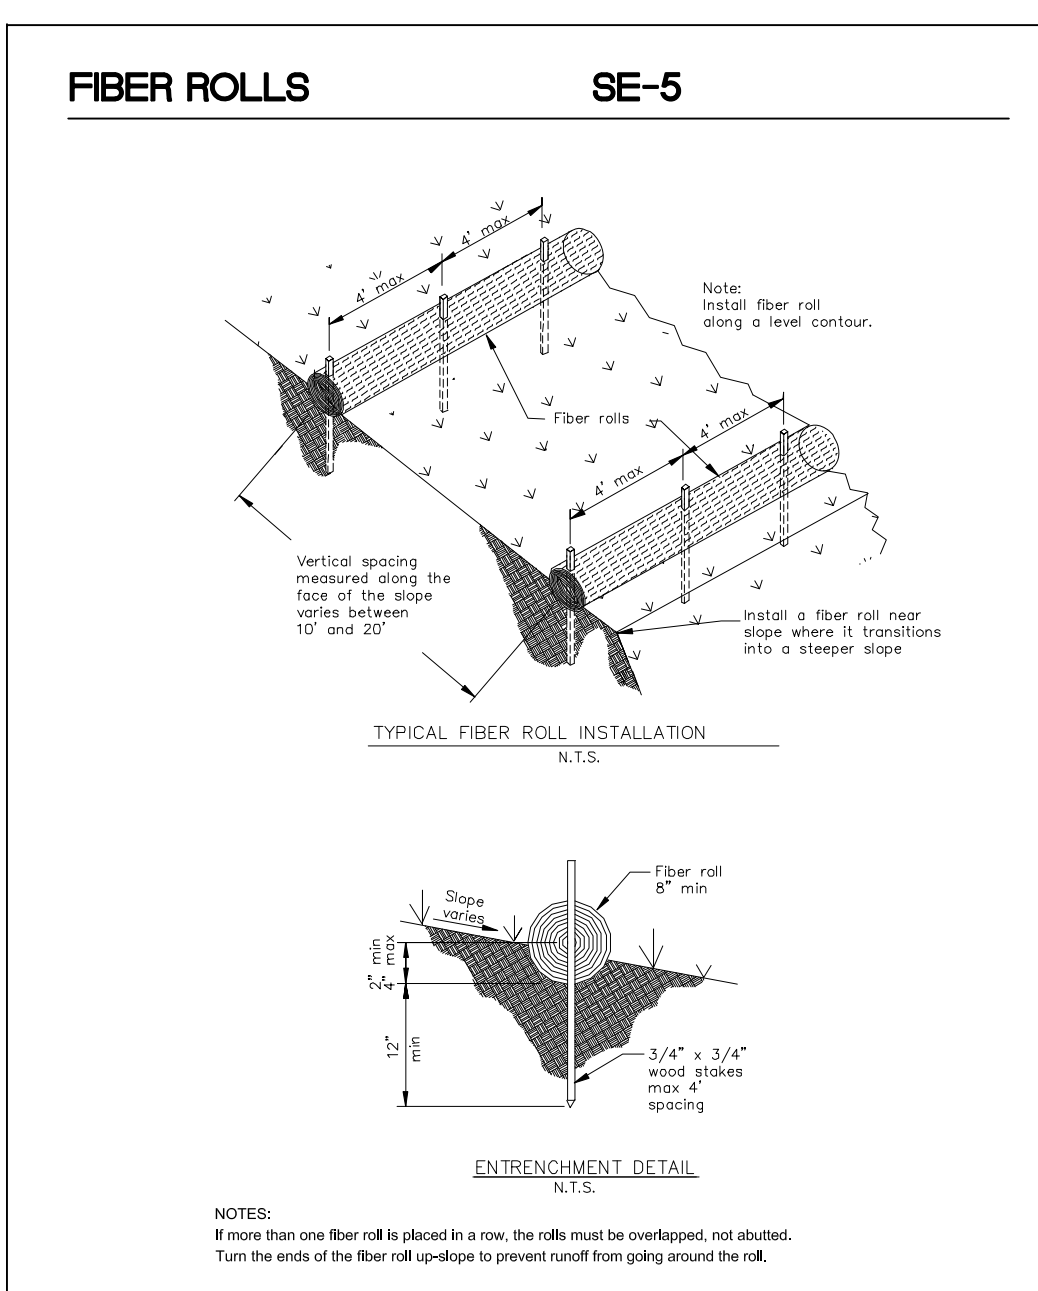 FIBER ROLLS SE-5
4' max
4' max
Note:
Install fiber roll
along a level contour.
Fiber rolls
4' max
4' max
Vertical spacing
measured along the
face of the slope
varies between
10' and 20'
Install a fiber roll near
slope where it transitions
into a steeper slope
TYPICAL FIBER ROLL INSTALLATION
N.T.S.
Fiber roll
8" min
Slope
varies
2" min
4" max
12"
min
3/4" x 3/4"
wood stakes
max 4'
spacing
ENTRENCHMENT DETAIL
N.T.S.
NOTES:
If more than one fiber roll is placed in a row, the rolls must be overlapped, not abutted.
Turn the ends of the fiber roll up-slope to prevent runoff from going around the roll.